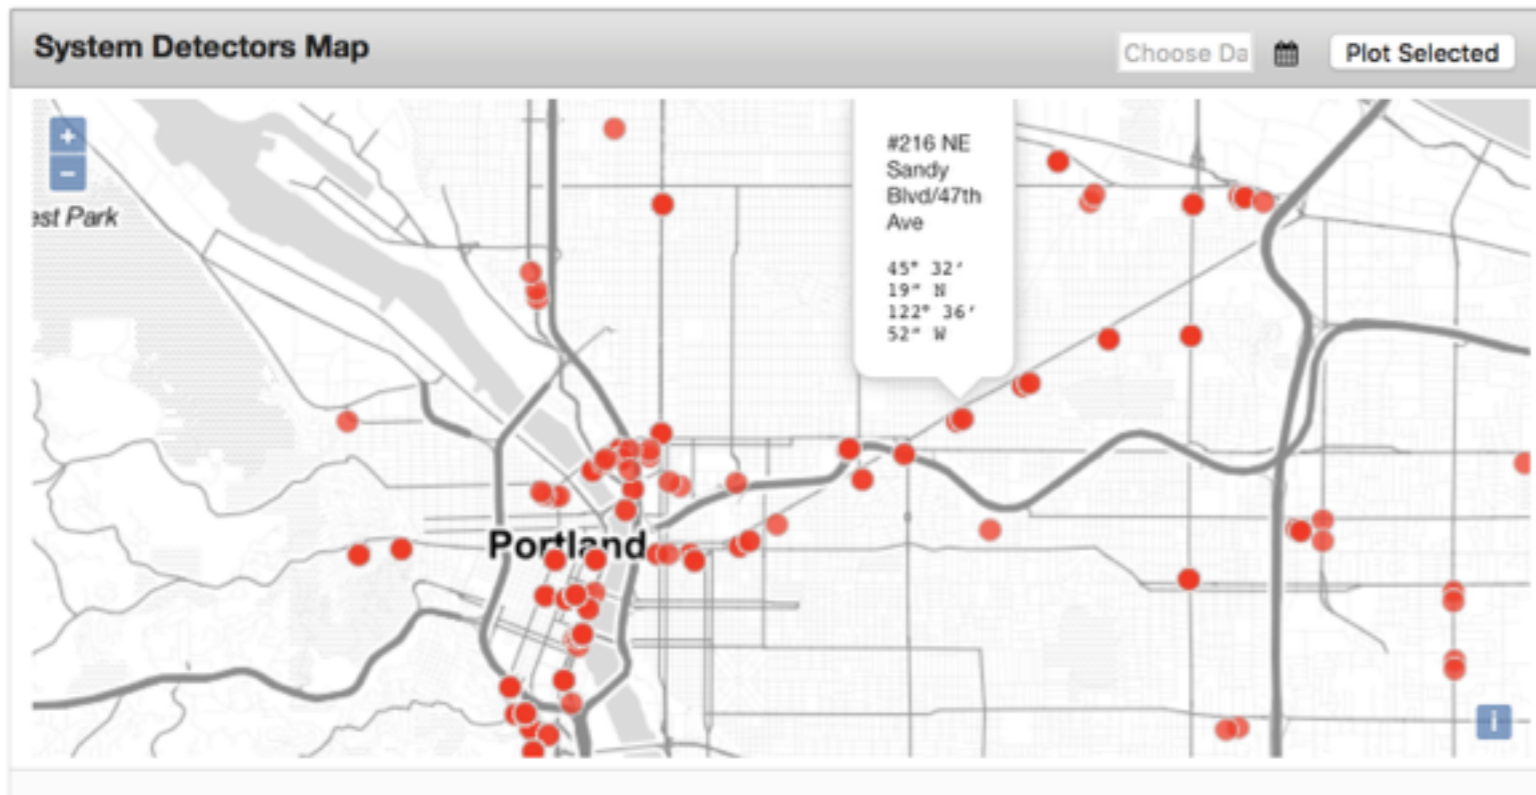 System Detectors Map
Choose Da
Plot Selected
+
−
est Park
#216 NE
Sandy
Blvd/47th
Ave
45° 32′
19″ N
122° 36′
52″ W
Portland
i